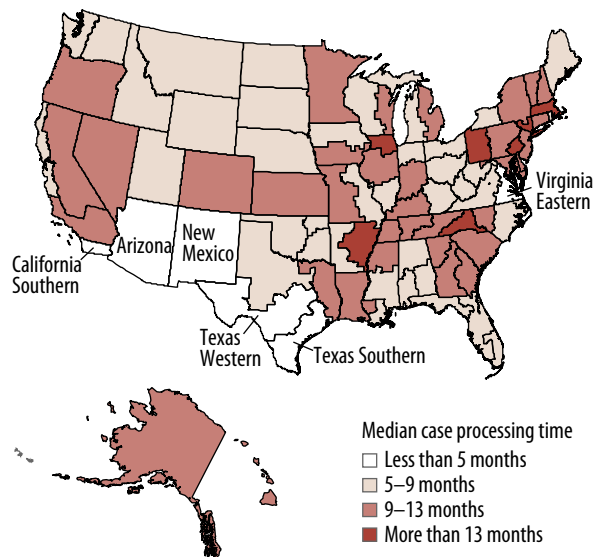 Virginia
Eastern
Arizona
New
Mexico
California
Southern
Texas
Western
Texas Southern
Median case processing time
Less than 5 months
5–9 months
9–13 months
More than 13 months